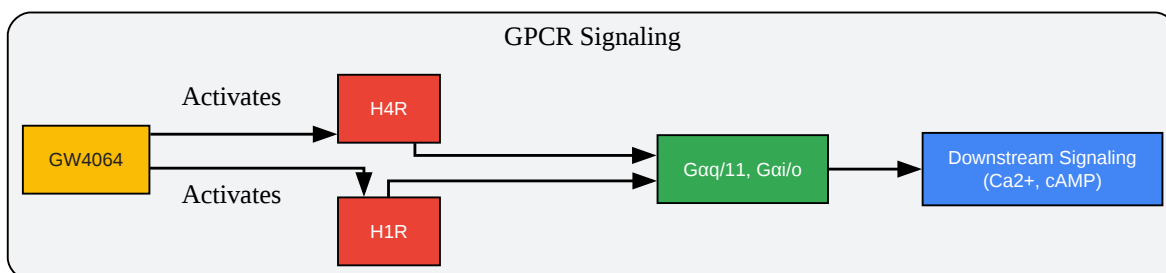 GPCR Signaling
Activates
H4R
GW4064
Gαq/11, Gαi/o
Downstream Signaling
(Ca2+, cAMP)
Activates
H1R